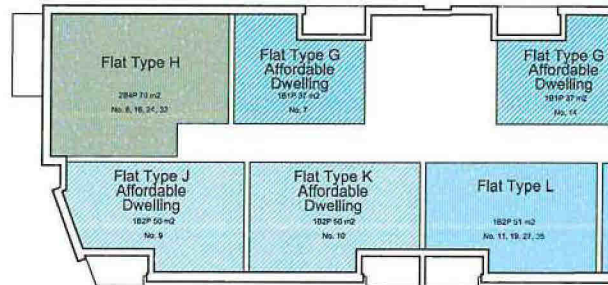 Flat Type H
2B4P 70 m2
No. 8, 16, 24, 32
Flat Type G
Affordable
Dwelling
1B1P 37 m2
No. 7
Flat Type G
Affordable
Dwelling
1B1P 37 m2
No. 14
Flat Type J
Affordable
Dwelling
1B2P 50 m2
No. 9
Flat Type K
Affordable
Dwelling
1B2P 50 m2
No. 10
Flat Type L
1B2P 51 m2
No. 11, 19, 27, 35